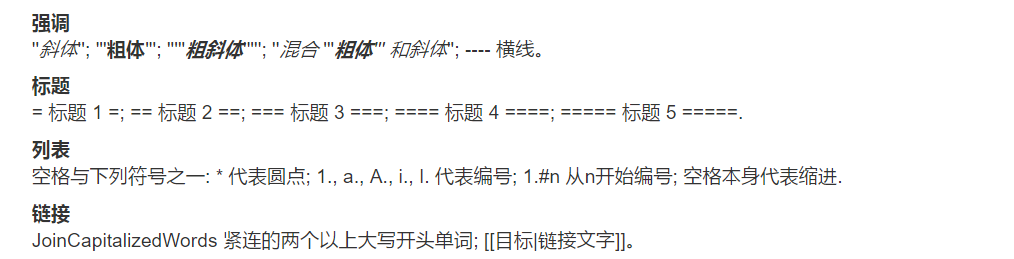 强调
''斜体''; '''粗体'''; '''''粗斜体'''''; ''混合 '''粗体''' 和斜体''; ---- 横线。
标题
= 标题 1 =; == 标题 2 ==; === 标题 3 ===; ==== 标题 4 ====; ===== 标题 5 =====.
列表
空格与下列符号之一: * 代表圆点; 1., a., A., i., I. 代表编号; 1.#n 从n开始编号; 空格本身代表缩进.
链接
JoinCapitalizedWords 紧连的两个以上大写开头单词; [[目标|链接文字]]。